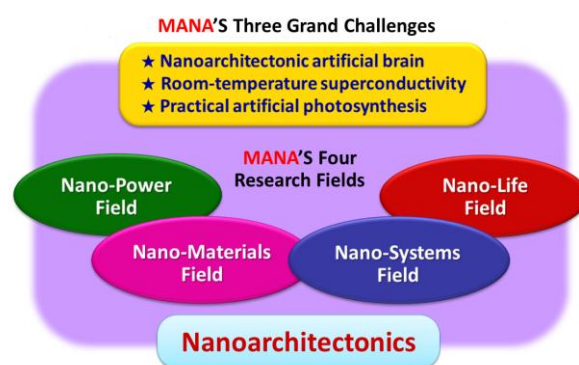 MANA'S Three Grand Challenges
★ Nanoarchitectonic artificial brain
★ Room-temperature superconductivity
★ Practical artificial photosynthesis
MANA'S Four
Research Fields
Nano-Power
Field
Nano-Life
Field
Nano-Materials
Field
Nano-Systems
Field
Nanoarchitectonics